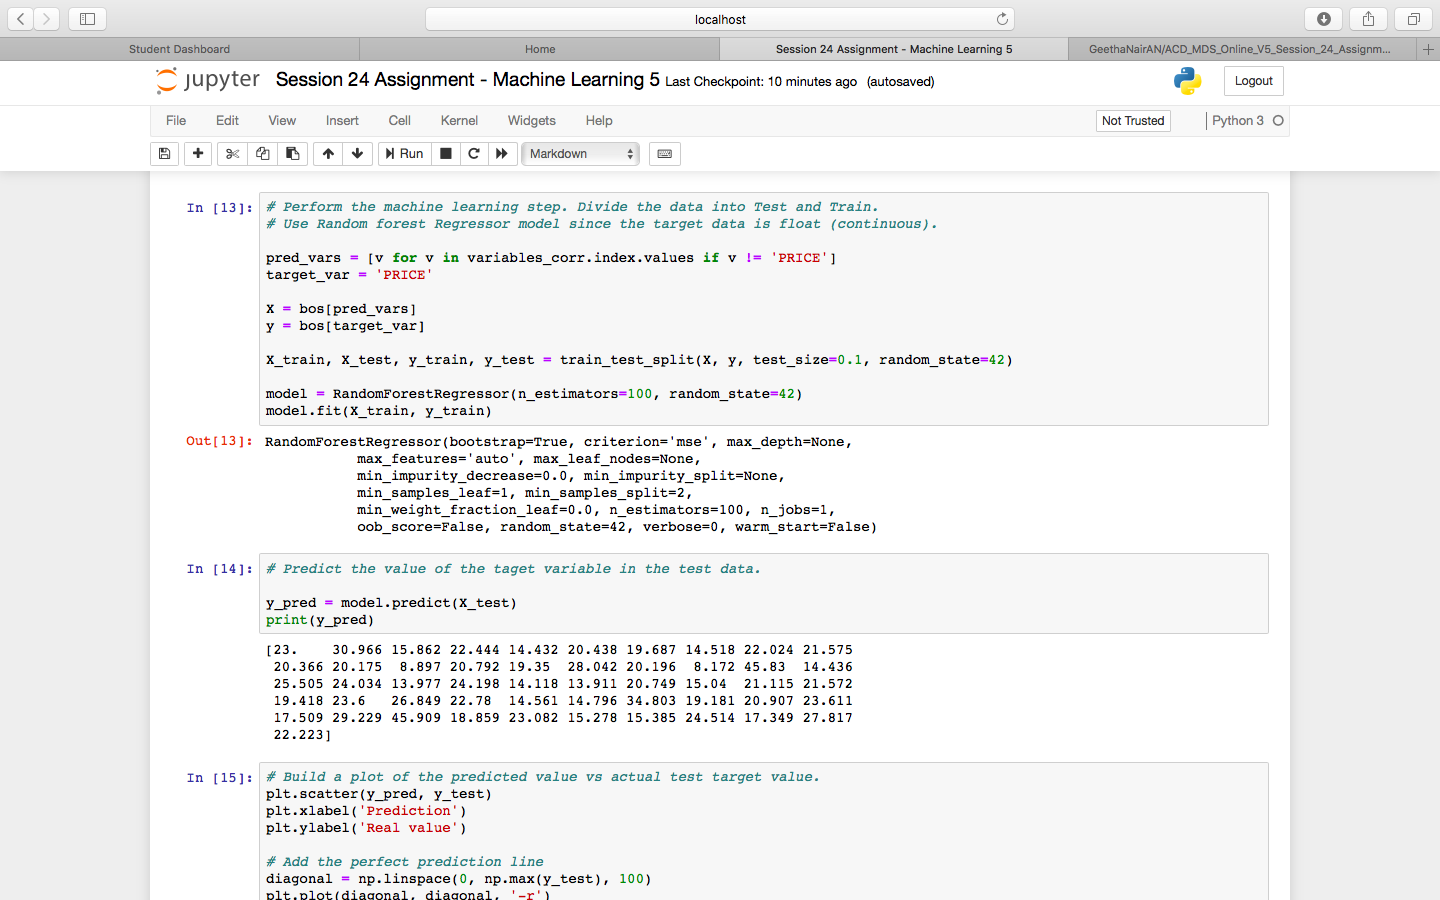 localhost
Student Dashboard
Home
Session 24 Assignment - Machine Learning 5
GeethaNairAN/ACD_MDS_Online_V5_Session_24_Assignm...
jupyter Session 24 Assignment - Machine Learning 5 Last Checkpoint: 10 minutes ago (autosaved)
Logout
File Edit View Insert Cell Kernel Widgets Help
Not Trusted
Python 3
Run
Markdown
In [13]:
# Perform the machine learning step. Divide the data into Test and Train.
# Use Random forest Regressor model since the target data is float (continuous).
pred_vars = [v for v in variables_corr.index.values if v != 'PRICE']
target_var = 'PRICE'
X = bos[pred_vars]
y = bos[target_var]
X_train, X_test, y_train, y_test = train_test_split(X, y, test_size=0.1, random_state=42)
model = RandomForestRegressor(n_estimators=100, random_state=42)
model.fit(X_train, y_train)
Out[13]:
RandomForestRegressor(bootstrap=True, criterion='mse', max_depth=None,
max_features='auto', max_leaf_nodes=None,
min_impurity_decrease=0.0, min_impurity_split=None,
min_samples_leaf=1, min_samples_split=2,
min_weight_fraction_leaf=0.0, n_estimators=100, n_jobs=1,
oob_score=False, random_state=42, verbose=0, warm_start=False)
In [14]:
# Predict the value of the taget variable in the test data.
y_pred = model.predict(X_test)
print(y_pred)
[23. 30.966 15.862 22.444 14.432 20.438 19.687 14.518 22.024 21.575
20.366 20.175 8.897 20.792 19.35 28.042 20.196 8.172 45.83 14.436
25.505 24.034 13.977 24.198 14.118 13.911 20.749 15.04 21.115 21.572
19.418 23.6 26.849 22.78 14.561 14.796 34.803 19.181 20.907 23.611
17.509 29.229 45.909 18.859 23.082 15.278 15.385 24.514 17.349 27.817
22.223]
In [15]:
# Build a plot of the predicted value vs actual test target value.
plt.scatter(y_pred, y_test)
plt.xlabel('Prediction')
plt.ylabel('Real value')
# Add the perfect prediction line
diagonal = np.linspace(0, np.max(y_test), 100)
plt.plot(diagonal, diagonal, '-r')